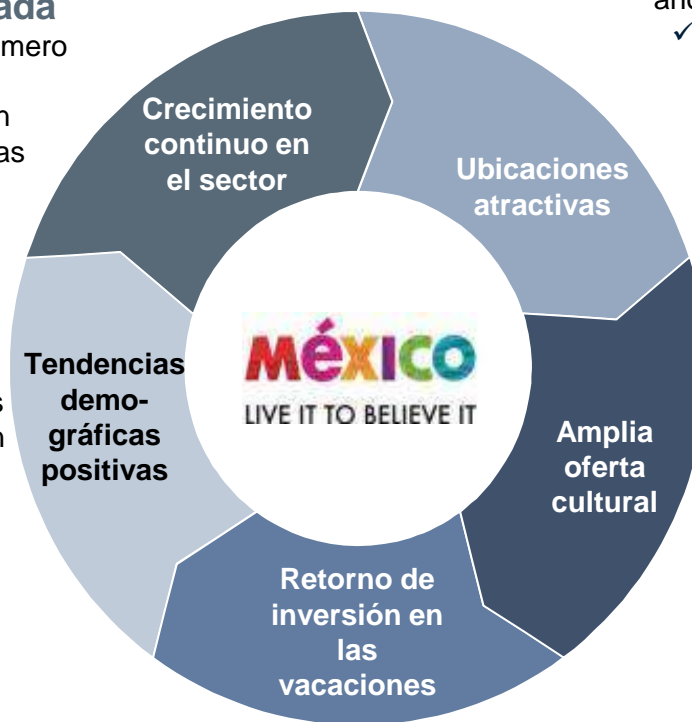 mero
Crecimiento
continuo en
el sector
Ubicaciones
atractivas
Amplia
oferta
cultural
Retorno de
inversión en
las
vacaciones
Tendencias
demo-
gráficas
positivas
méxico
LIVE IT TO BELIEVE IT